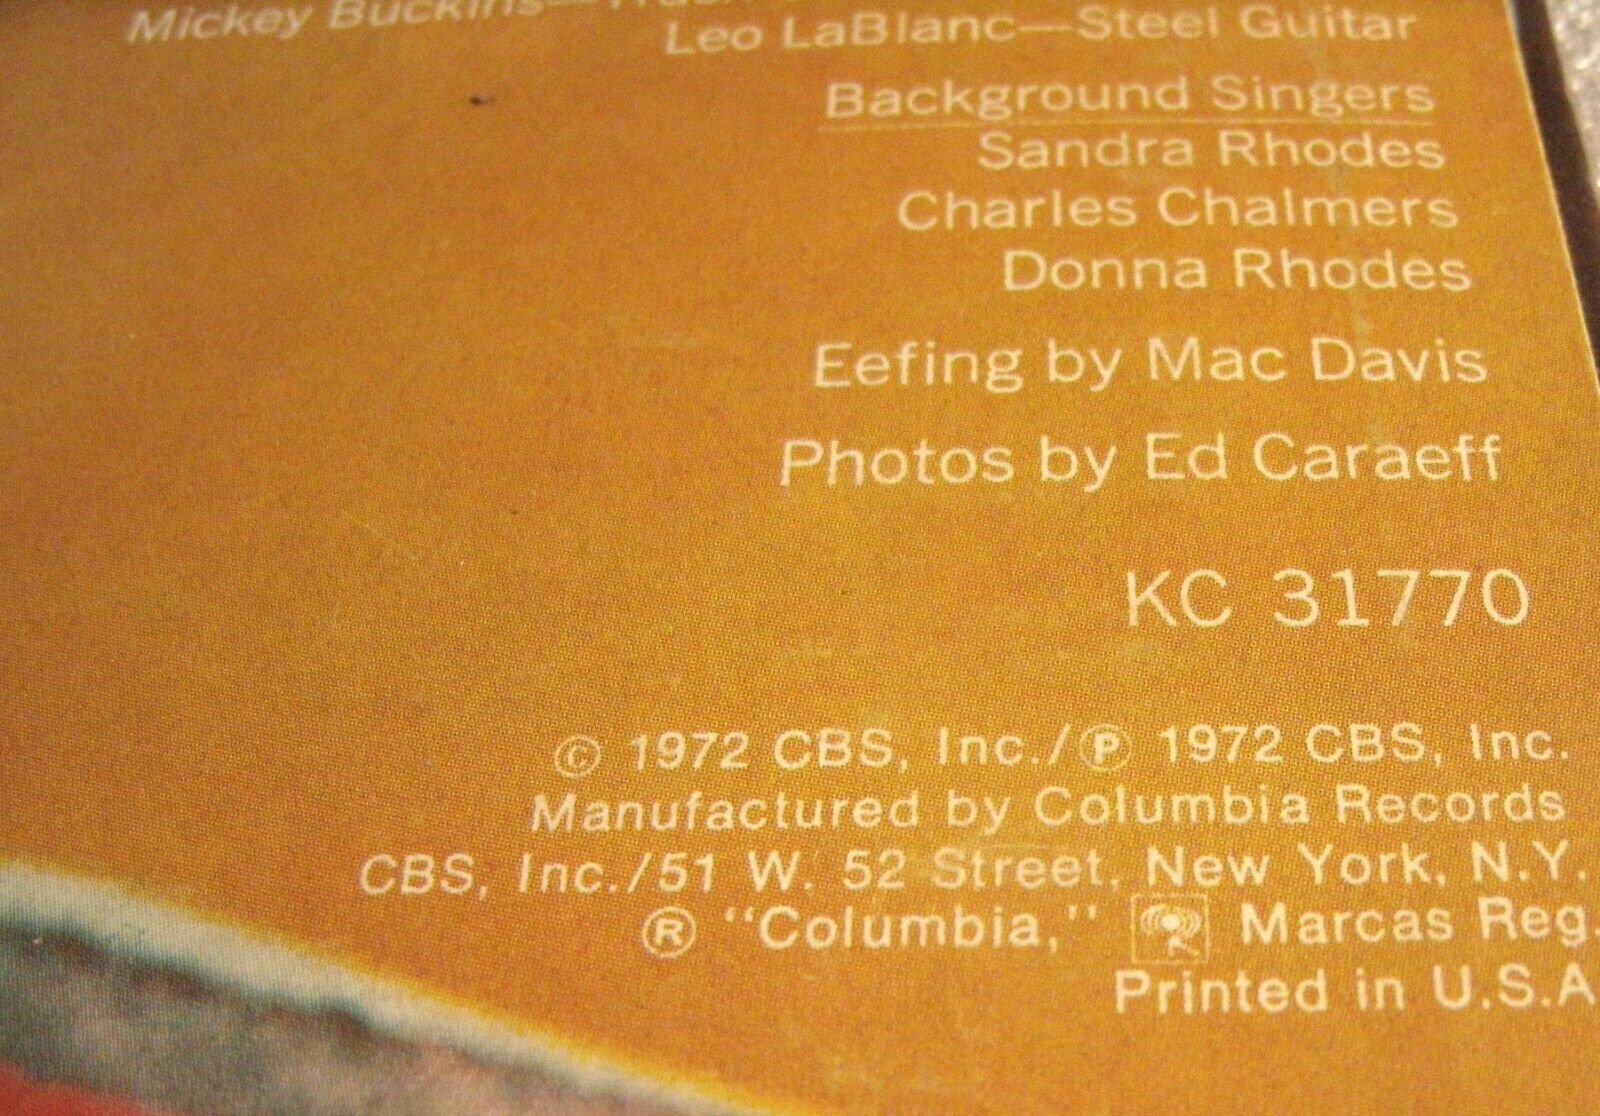 Mickey Buckins—
Leo LaBlanc—Steel Guitar
Background Singers
Sandra Rhodes
Charles Chalmers
Donna Rhodes
Eefing by Mac Davis
Photos by Ed Caraeff
KC 31770
© 1972 CBS, Inc./℗ 1972 CBS, Inc.
Manufactured by Columbia Records
CBS, Inc./51 W. 52 Street, New York, N.Y.
® "Columbia," Marcas Reg.
Printed in U.S.A